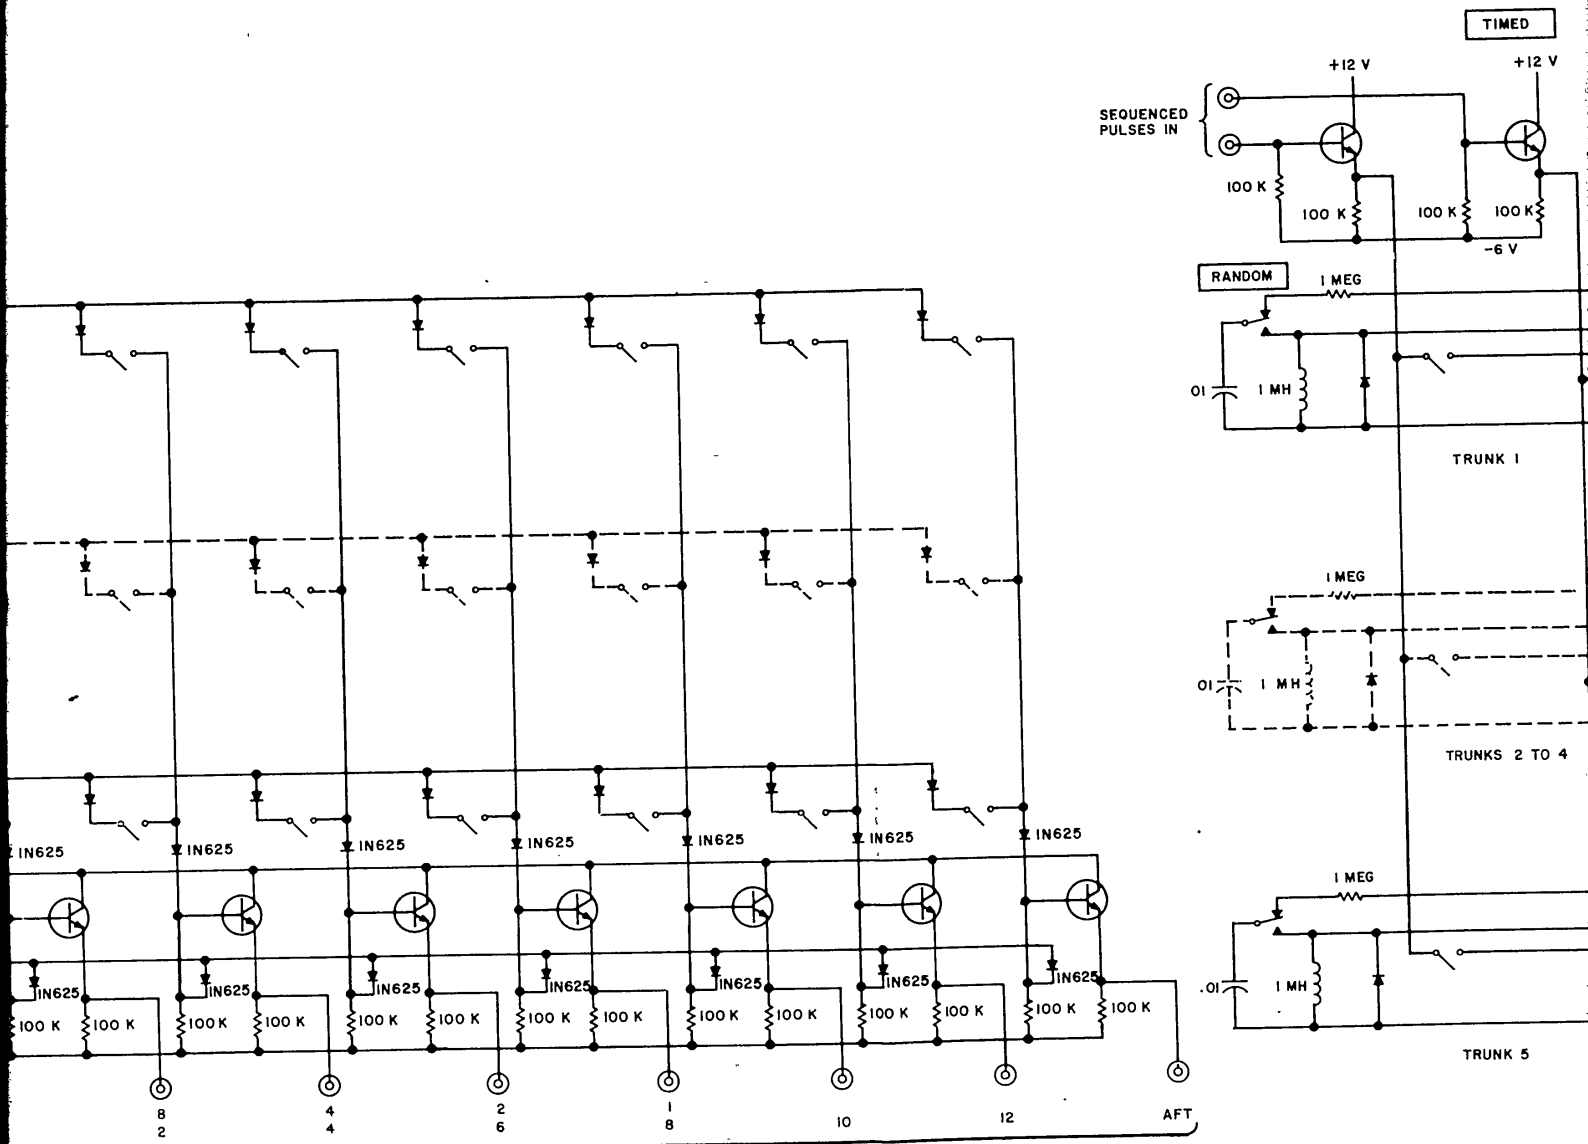 TIMED
+12 V
+12 V
SEQUENCED
PULSES IN
100 K
100 K
100 K
100 K
-6 V
RANDOM
1 MEG
01
1 MH
TRUNK 1
1 MEG
01
1 MH
TRUNKS 2 TO 4
IN625
IN625
IN625
IN625
IN625
IN625
IN625
1 MEG
.01
1 MH
TRUNK 5
IN625
IN625
IN625
IN625
IN625
IN625
IN625
100 K
100 K
100 K
100 K
100 K
100 K
100 K
100 K
100 K
100 K
100 K
100 K
100 K
100 K
8
2
4
4
2
6
1
8
10
12
AFT